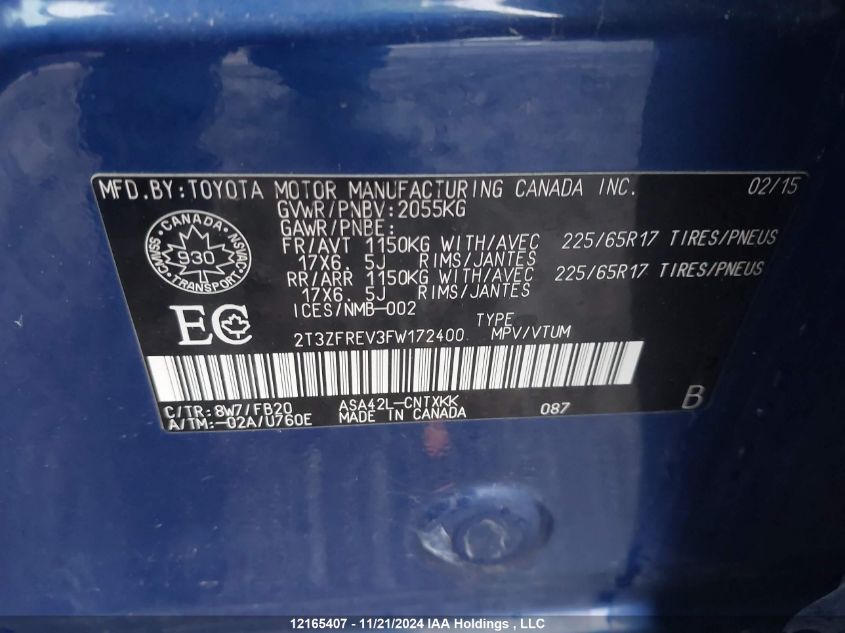 MFD.BY:TOYOTA MOTOR MANUFACTURING CANADA INC. 02/15
GVWR/PNBV:2055KG
GAWR/PNBE:
FR/AVT 1150KG WITH/AVEC 225/65R17 TIRES/PNEUS
17X6.5J RIMS/JANTES
RR/ARR 1150KG WITH/AVEC 225/65R17 TIRES/PNEUS
17X6.5J RIMS/JANTES
ICES/NMB-002
CANADA
CMVSS 930 NSVAC
TRANSPORT
EC
TYPE
2T3ZFREV3FW172400 MPV/VTUM
C/TR:8W7/FB20 ASA42L-CNTXKK
A/TM:-02A/U760E MADE IN CANADA 087 B
12165407 - 11/21/2024 IAA Holdings , LLC